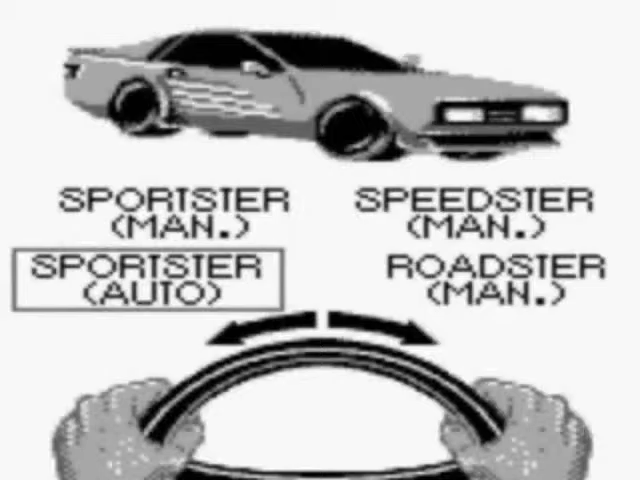 SPORTSTER SPEEDSTER
(MAN.) (MAN.)
SPORTSTER ROADSTER
(AUTO) (MAN.)